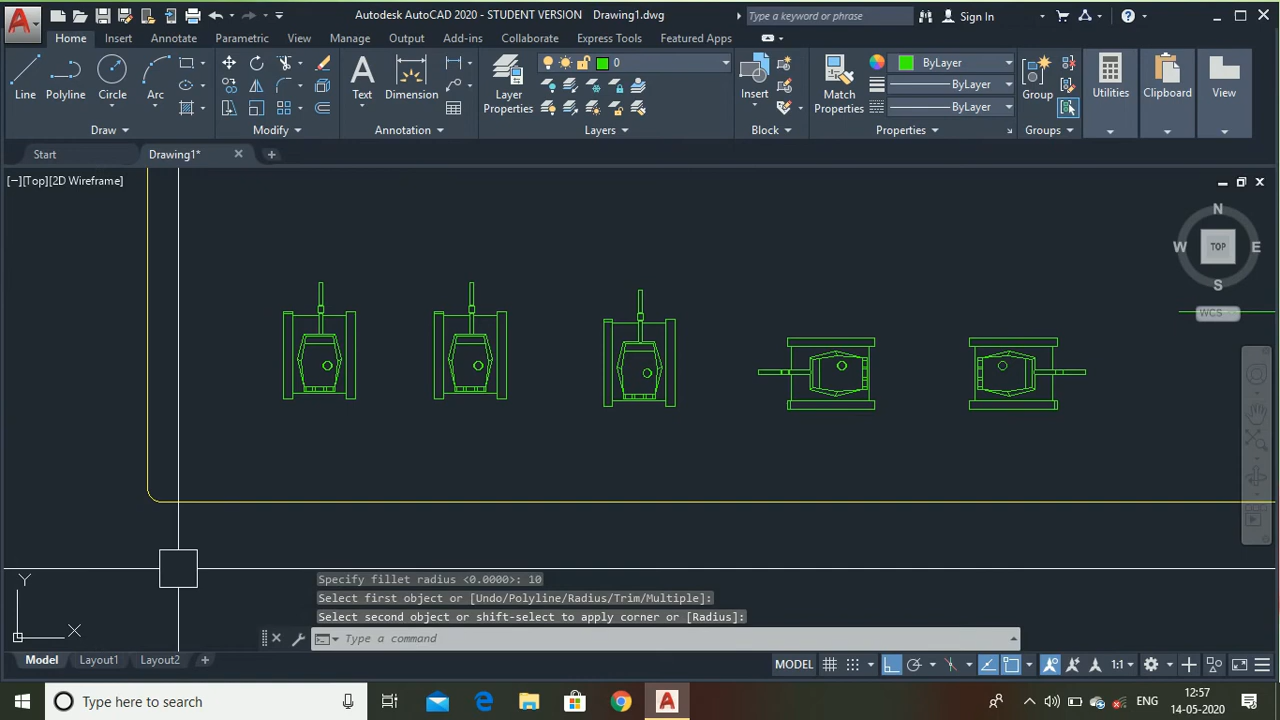 Autodesk AutoCAD 2020 - STUDENT VERSION Drawing1.dwg
Type a keyword or phrase
Sign In
Home Insert Annotate Parametric View Manage Output Add-ins Collaborate Express Tools Featured Apps
Line Polyline Circle Arc
Text Dimension
Layer Properties
0
Insert
Match Properties
ByLayer
ByLayer
ByLayer
Group
Utilities
Clipboard
View
Draw Modify Annotation Layers Block Properties Groups
Start Drawing1*
[−][Top][2D Wireframe]
N
W TOP E
S
WCS
Y
X
Specify fillet radius <0.0000>: 10
Select first object or [Undo/Polyline/Radius/Trim/Multiple]:
Select second object or shift-select to apply corner or [Radius]:
Type a command
Model Layout1 Layout2
MODEL 1:1
Type here to search
ENG
12:57
14-05-2020